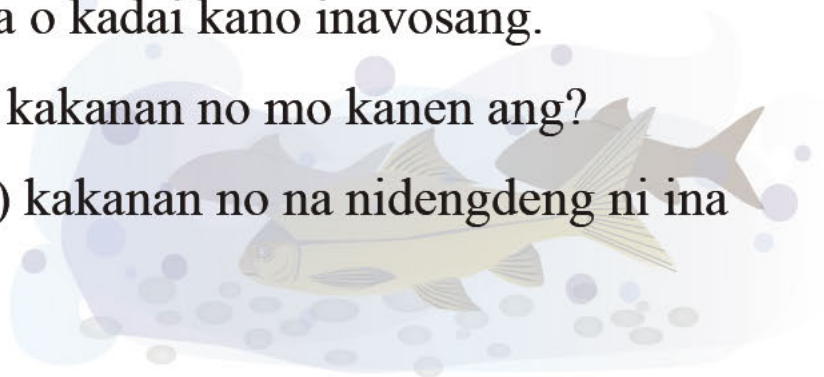 a o kadai kano inavosang.
kakanan no mo kanen ang?
) kakanan no na nidengdeng ni ina